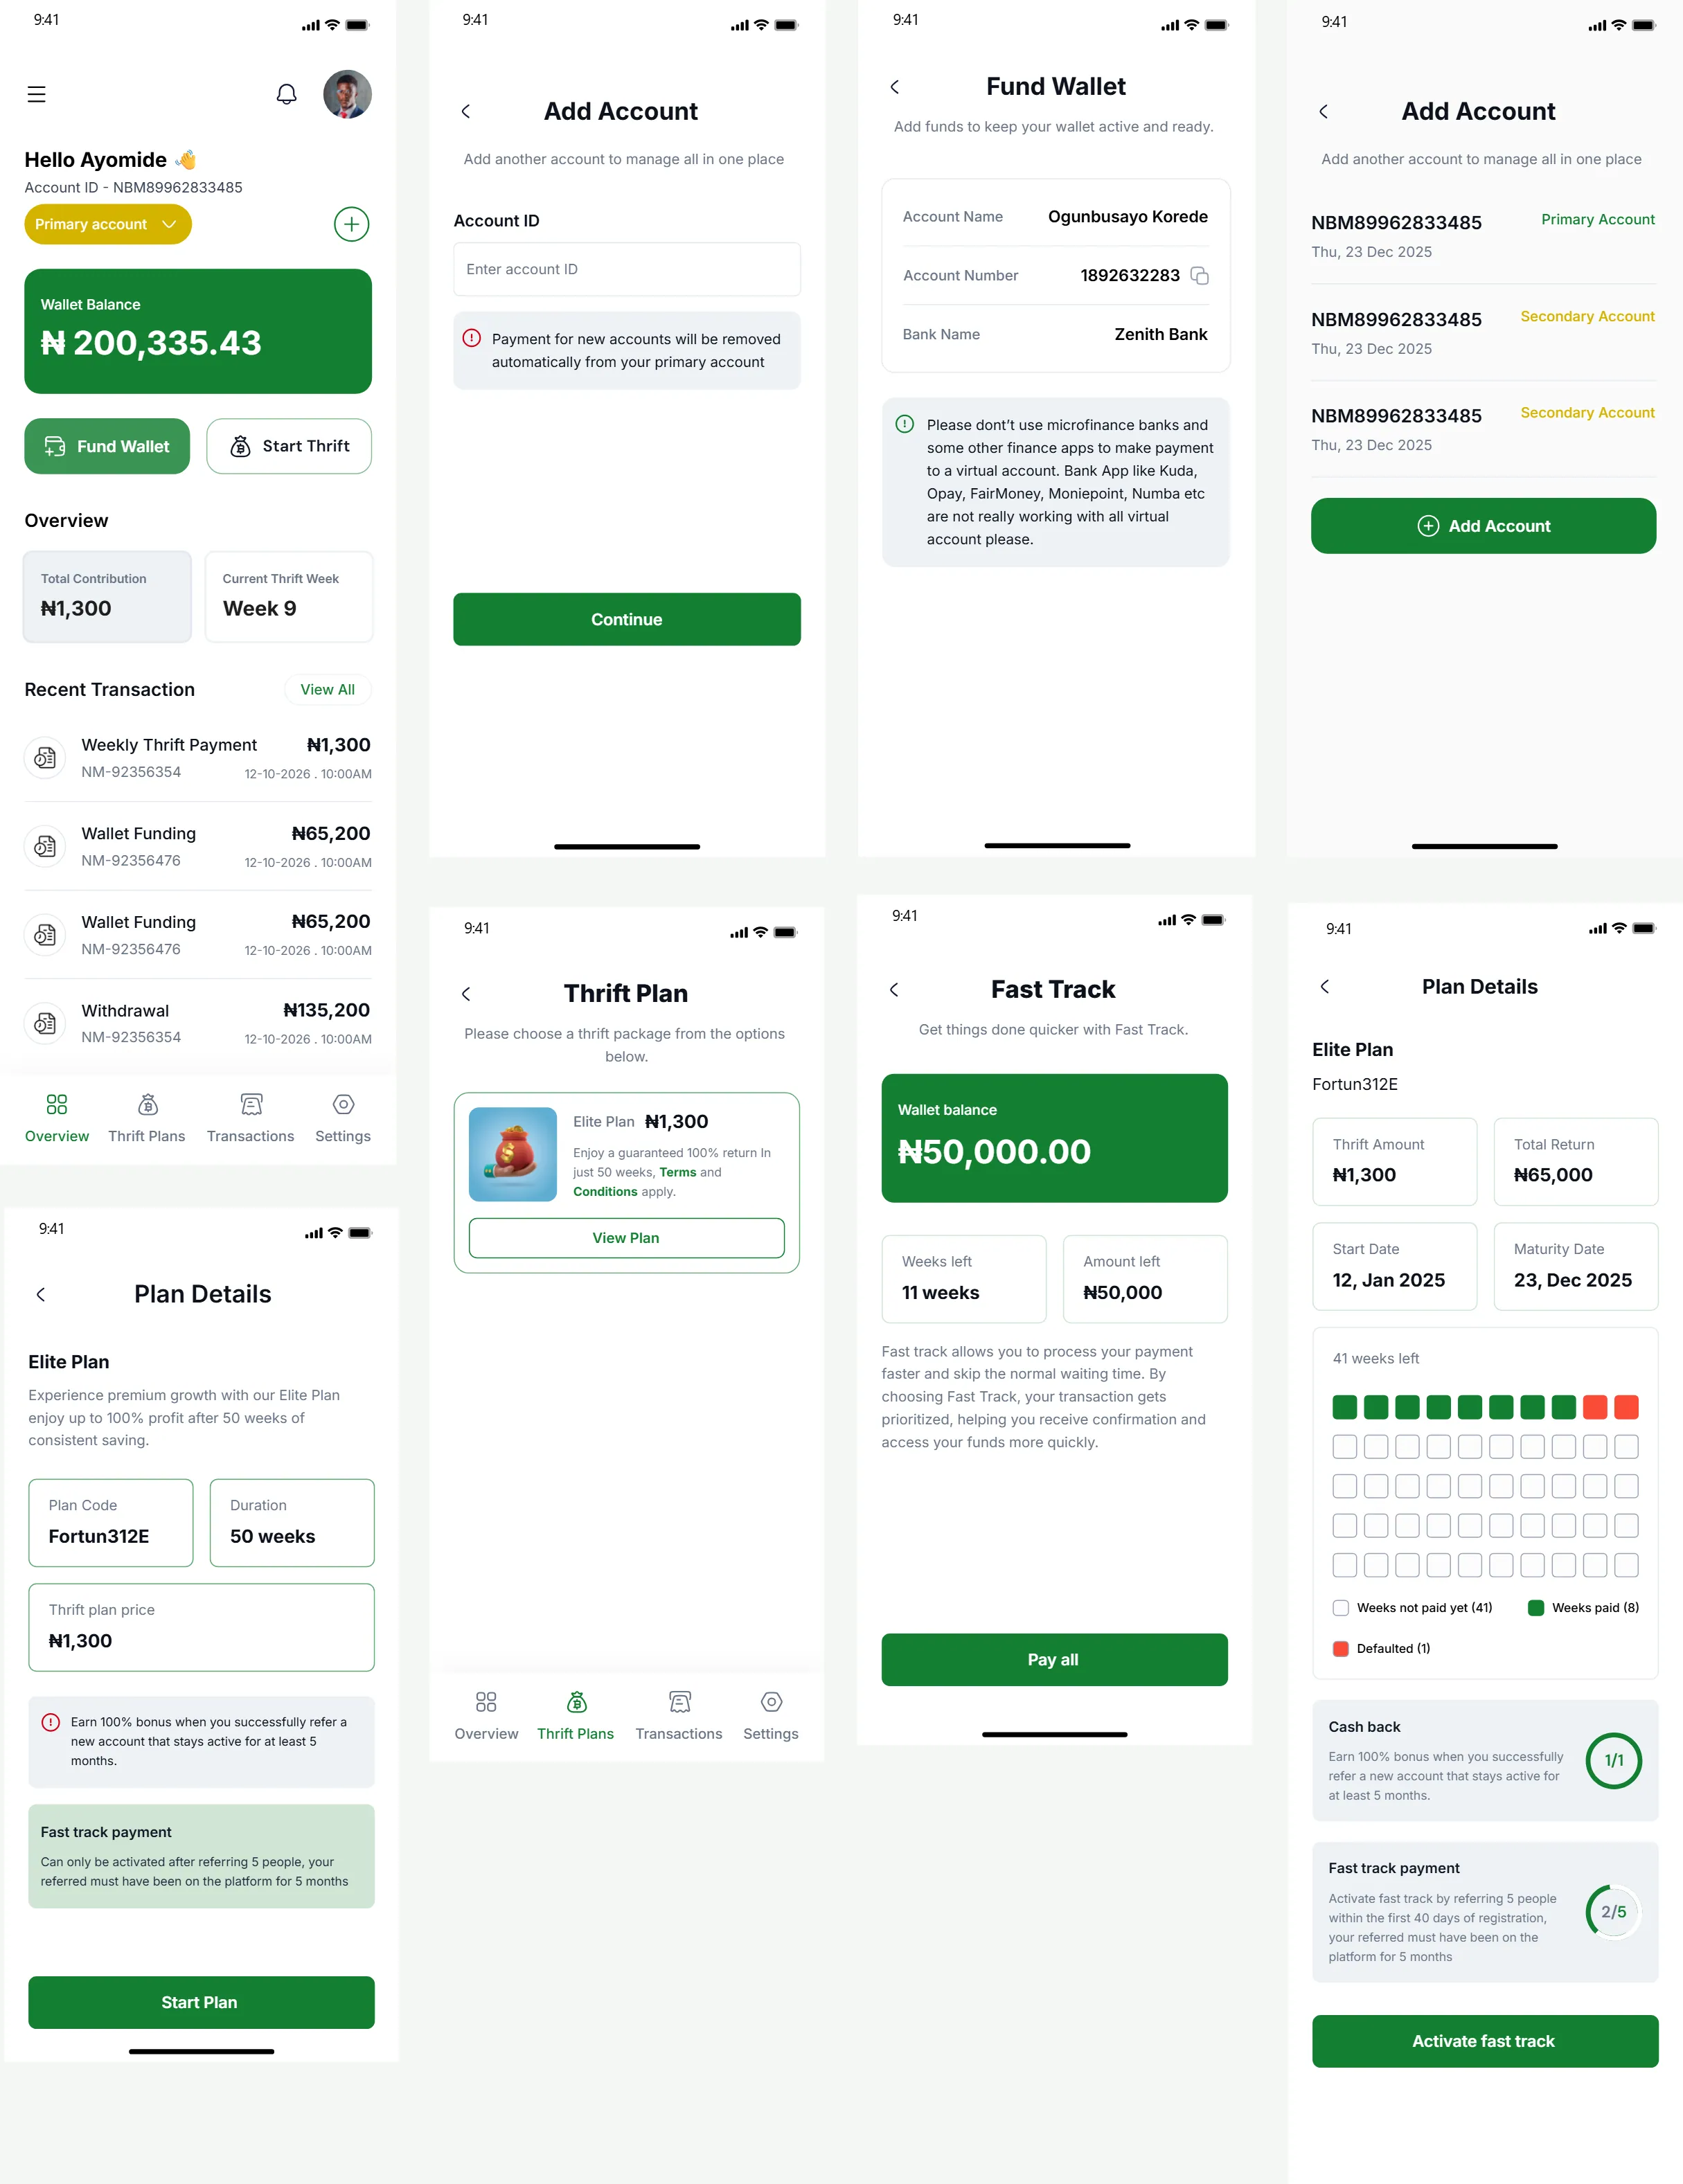 9:41
Hello Ayomide 👋
Account ID - NBM89962833485
Primary account
Wallet Balance
₦ 200,335.43
Fund Wallet
Start Thrift
Overview
Total Contribution
₦1,300
Current Thrift Week
Week 9
Recent Transaction
View All
Weekly Thrift Payment
₦1,300
NM-92356354
12-10-2026 . 10:00AM
Wallet Funding
₦65,200
NM-92356476
12-10-2026 . 10:00AM
Wallet Funding
₦65,200
NM-92356476
12-10-2026 . 10:00AM
Withdrawal
₦135,200
NM-92356354
12-10-2026 . 10:00AM
Overview
Thrift Plans
Transactions
Settings
9:41
Add Account
Add another account to manage all in one place
Account ID
Enter account ID
Payment for new accounts will be removed
automatically from your primary account
Continue
9:41
Fund Wallet
Add funds to keep your wallet active and ready.
Account Name
Ogunbusayo Korede
Account Number
1892632283
Bank Name
Zenith Bank
Please dont't use microfinance banks and
some other finance apps to make payment
to a virtual account. Bank App like Kuda,
Opay, FairMoney, Moniepoint, Numba etc
are not really working with all virtual
account please.
9:41
Add Account
Add another account to manage all in one place
NBM89962833485
Primary Account
Thu, 23 Dec 2025
NBM89962833485
Secondary Account
Thu, 23 Dec 2025
NBM89962833485
Secondary Account
Thu, 23 Dec 2025
Add Account
9:41
Plan Details
Elite Plan
Experience premium growth with our Elite Plan
enjoy up to 100% profit after 50 weeks of
consistent saving.
Plan Code
Fortun312E
Duration
50 weeks
Thrift plan price
₦1,300
Earn 100% bonus when you successfully refer a
new account that stays active for at least 5
months.
Fast track payment
Can only be activated after referring 5 people, your
referred must have been on the platform for 5 months
Start Plan
9:41
Thrift Plan
Please choose a thrift package from the options
below.
Elite Plan ₦1,300
Enjoy a guaranteed 100% return In
just 50 weeks, Terms and
Conditions apply.
View Plan
Overview
Thrift Plans
Transactions
Settings
9:41
Fast Track
Get things done quicker with Fast Track.
Wallet balance
₦50,000.00
Weeks left
11 weeks
Amount left
₦50,000
Fast track allows you to process your payment
faster and skip the normal waiting time. By
choosing Fast Track, your transaction gets
prioritized, helping you receive confirmation and
access your funds more quickly.
Pay all
9:41
Plan Details
Elite Plan
Fortun312E
Thrift Amount
₦1,300
Total Return
₦65,000
Start Date
12, Jan 2025
Maturity Date
23, Dec 2025
41 weeks left
Weeks not paid yet (41)
Weeks paid (8)
Defaulted (1)
Cash back
Earn 100% bonus when you successfully
refer a new account that stays active for
at least 5 months.
1/1
Fast track payment
Activate fast track by referring 5 people
within the first 40 days of registration,
your referred must have been on the
platform for 5 months
2/5
Activate fast track